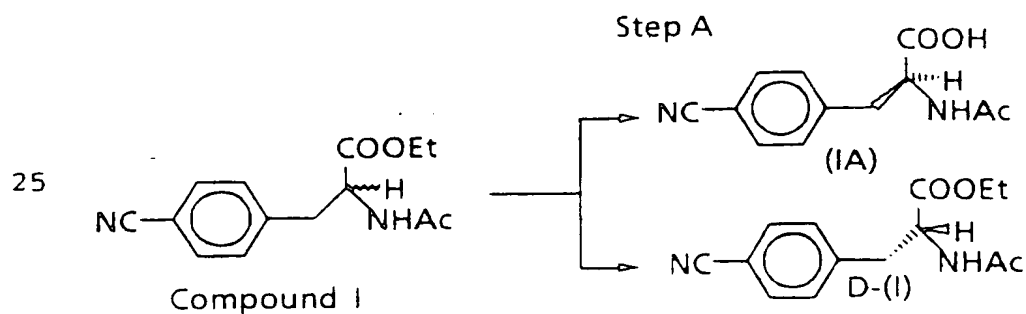 Step A
COOH
H
NC
NHAc
(IA)
25
COOEt
H
NC
NHAc
Compound I
COOEt
H
NC
NHAc
D-(I)